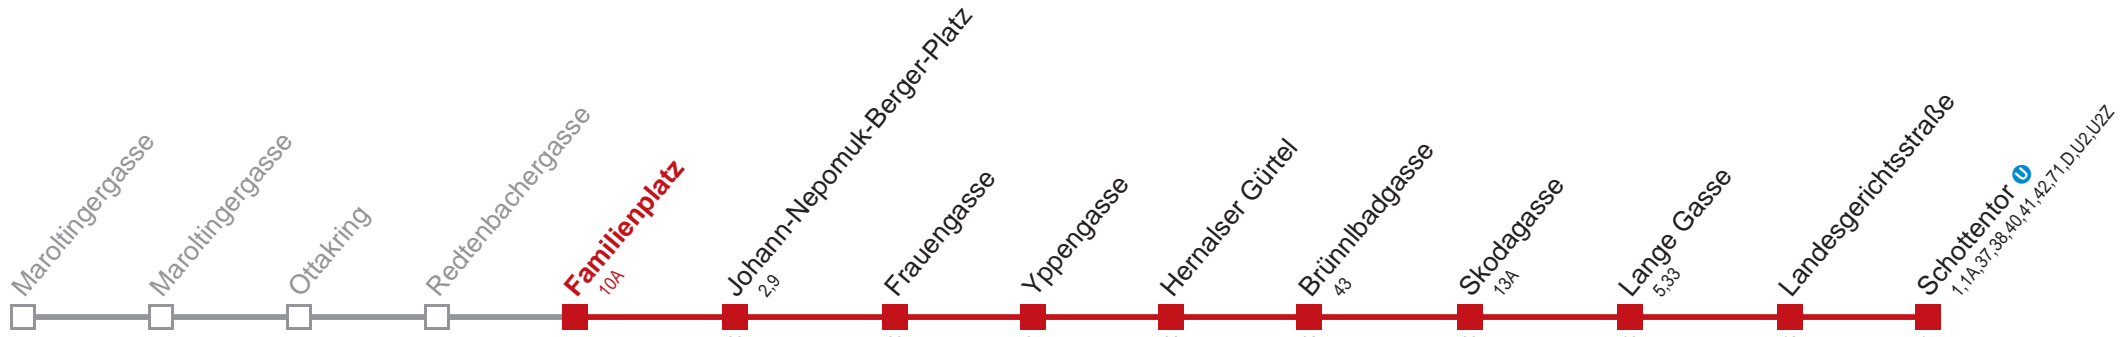 Maroltingergasse
Maroltingergasse
Ottakring
Redtenbachergasse
Familienplatz
10A
Johann-Nepomuk-Berger-Platz
2,9
Frauengasse
Yppengasse
Hernalser Gürtel
Brünnlbadgasse
43
Skodagasse
13A
Lange Gasse
5,33
Landesgerichtsstraße
Schottentor U
1,1A,37,38,40,41,42,71,D,U2,U2Z